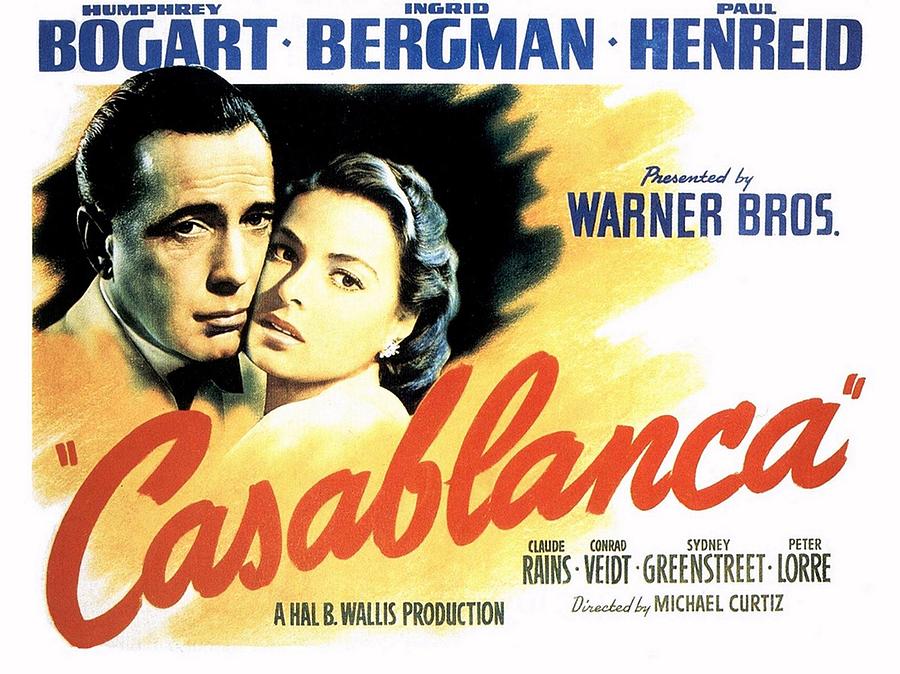 HUMPHREY INGRID PAUL
BOGART · BERGMAN · HENREID
Presented by
WARNER BROS.
"Casablanca"
CLAUDE CONRAD SYDNEY PETER
RAINS · VEIDT · GREENSTREET · LORRE
A HAL B. WALLIS PRODUCTION
Directed by MICHAEL CURTIZ